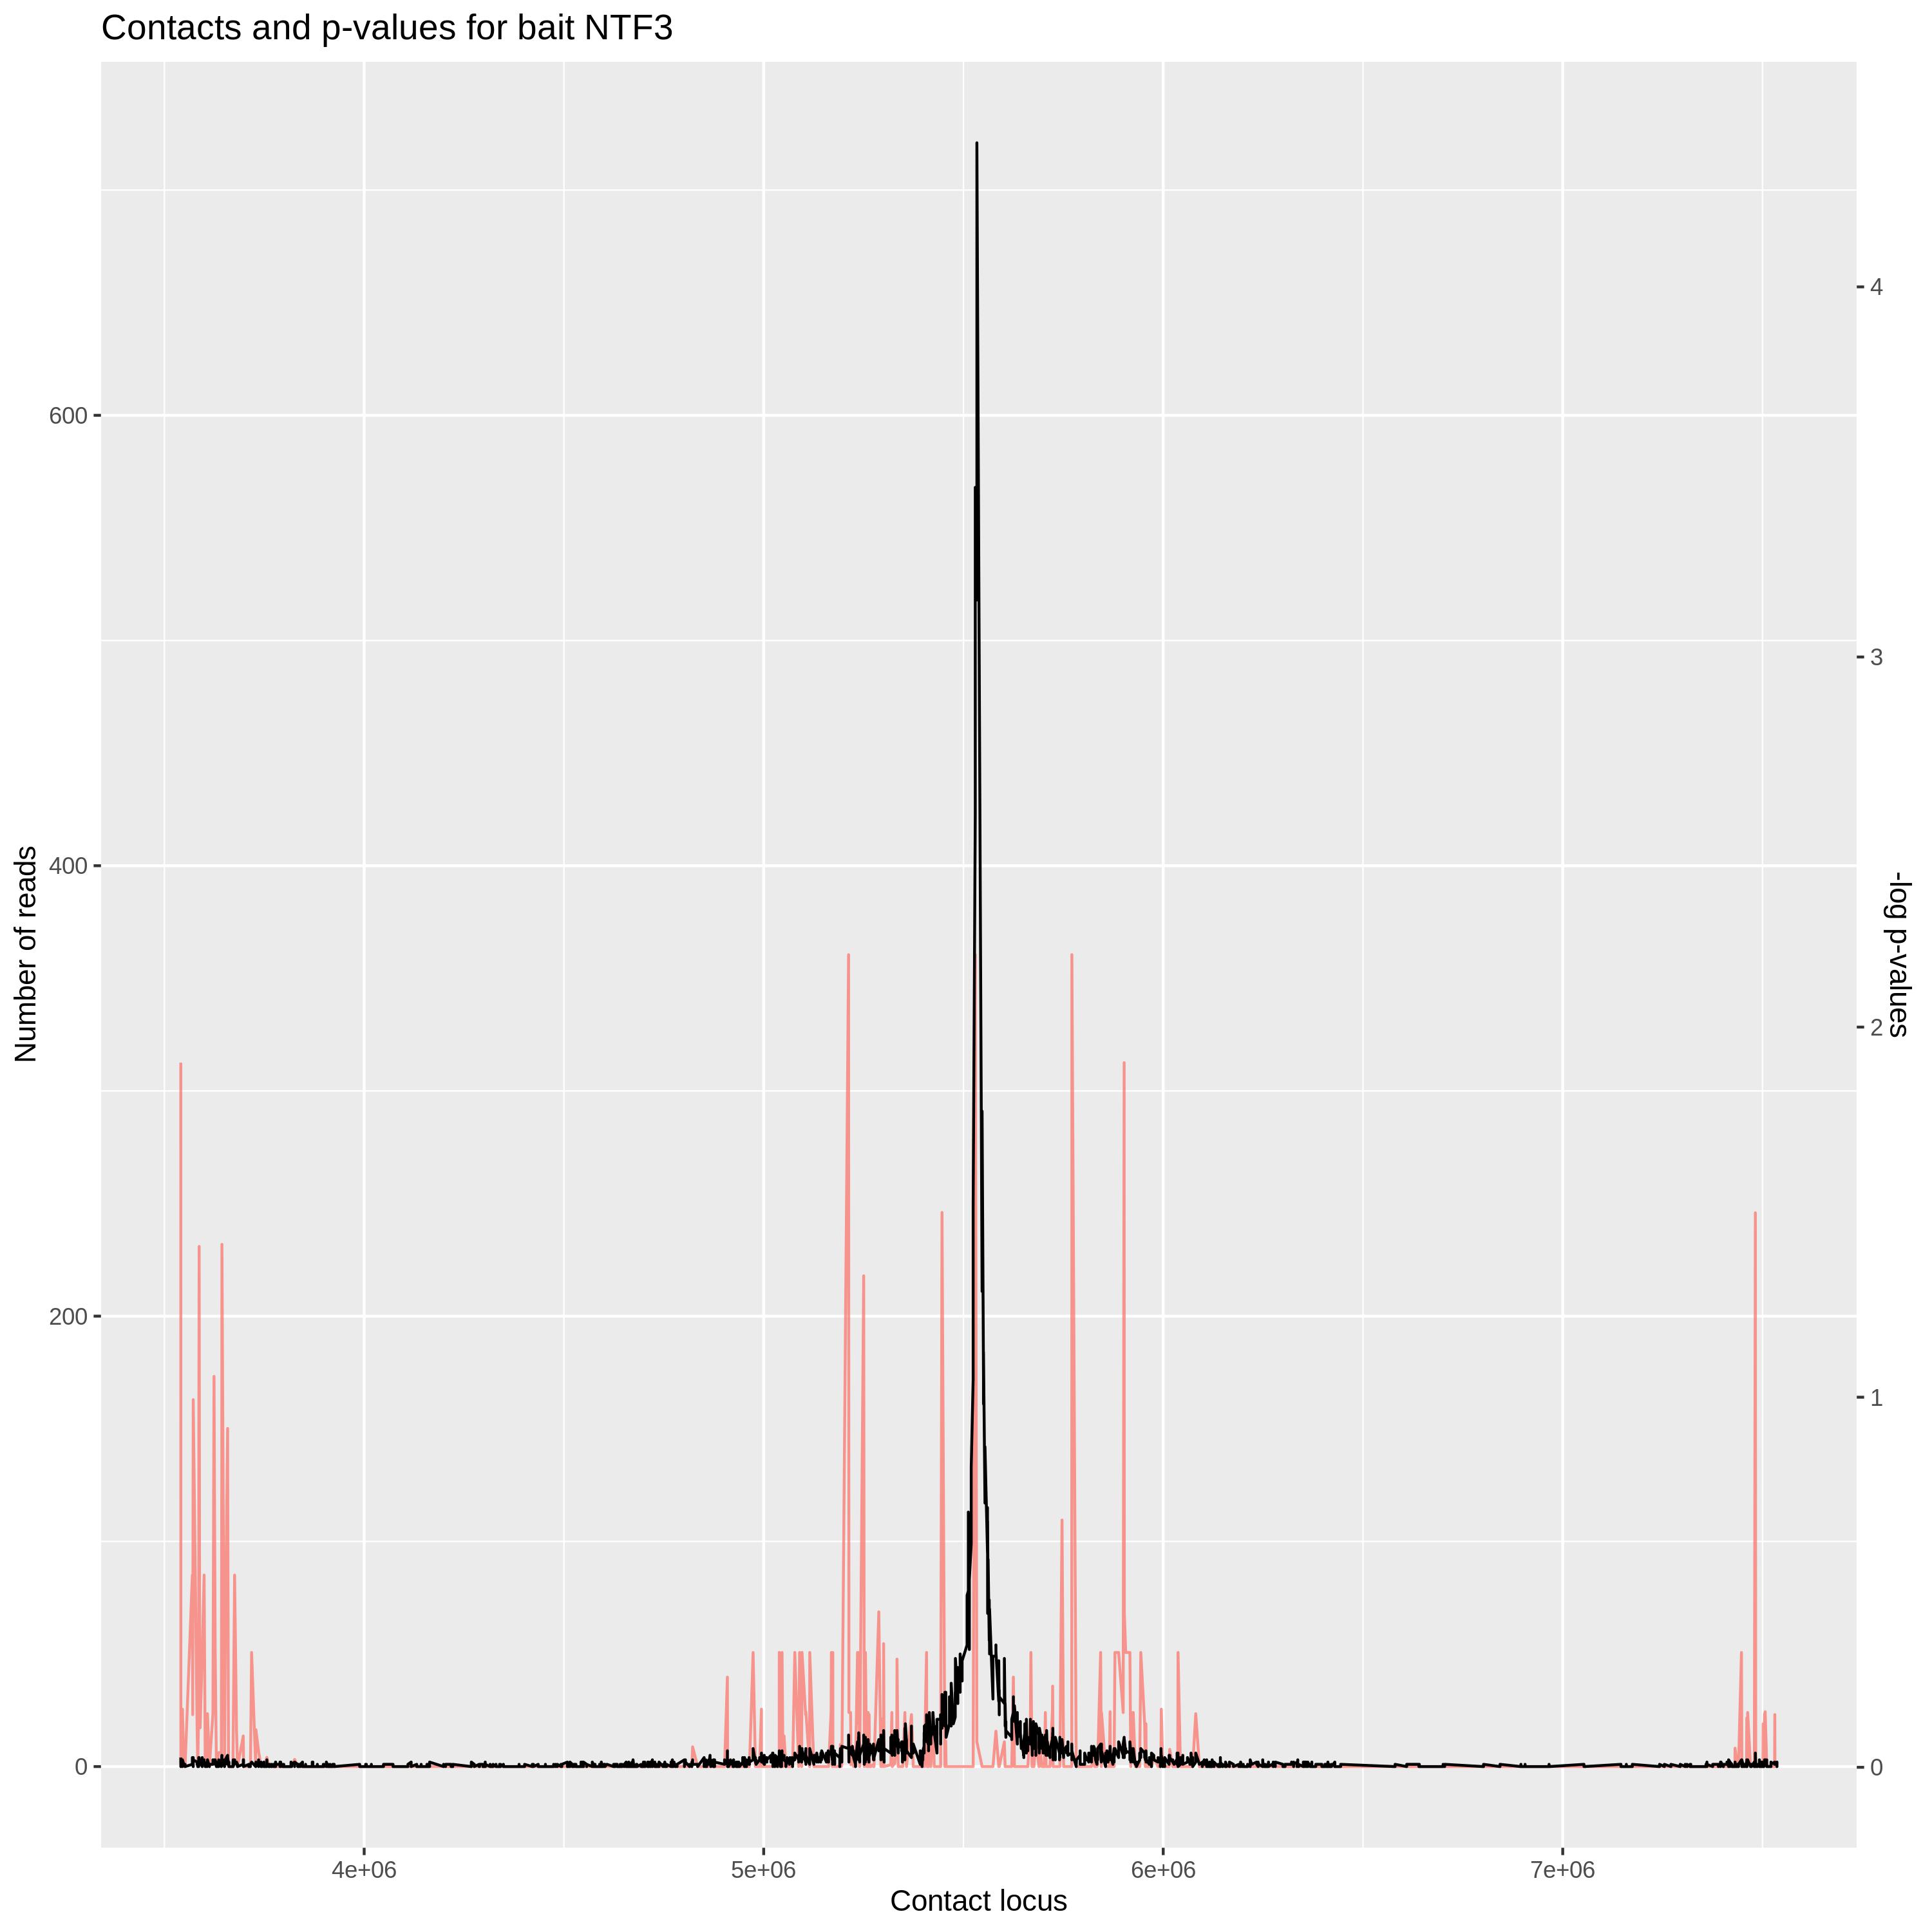 Contacts and p-values for bait NTF3
Number of reads
600
400
200
0
4
3
2
1
0
-log p-values
4e+06
5e+06
6e+06
7e+06
Contact locus